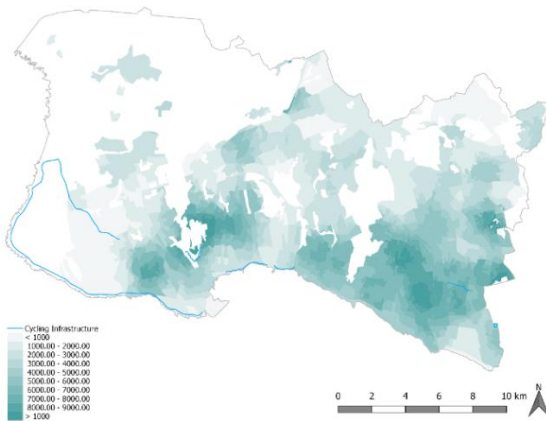 Cycling Infrastructure
< 1000
1000.00 - 2000.00
2000.00 - 3000.00
3000.00 - 4000.00
4000.00 - 5000.00
5000.00 - 6000.00
6000.00 - 7000.00
7000.00 - 8000.00
8000.00 - 9000.00
> 1000
0 2 4 6 8 10 km
N